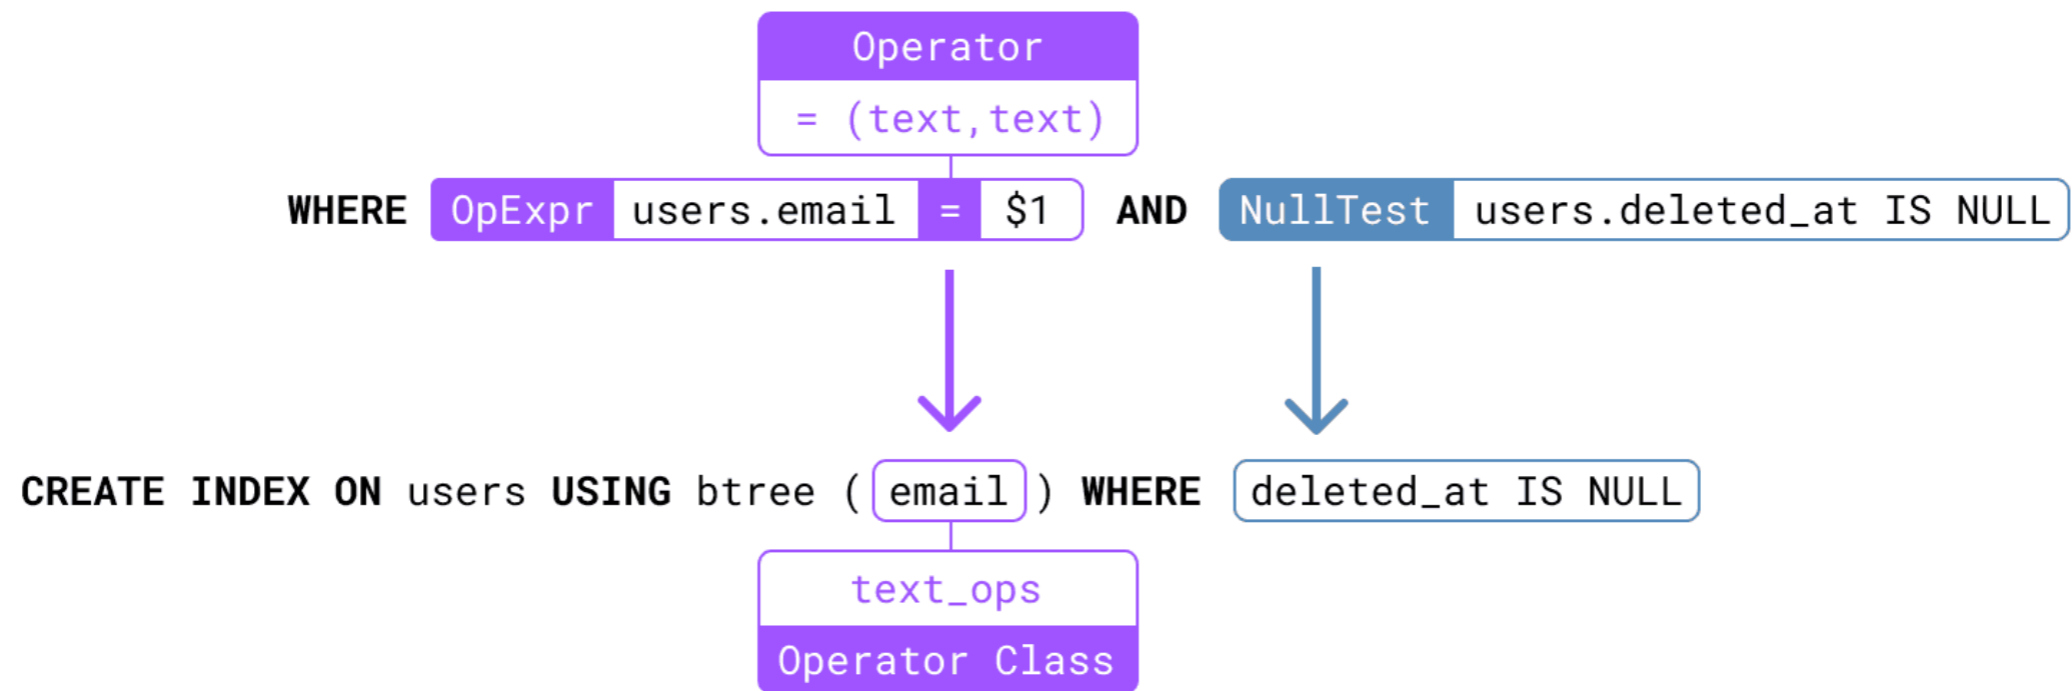 Operator
= (text,text)
WHERE OpExpr users.email = $1 AND NullTest users.deleted_at IS NULL
CREATE INDEX ON users USING btree (email) WHERE deleted_at IS NULL
text_ops
Operator Class